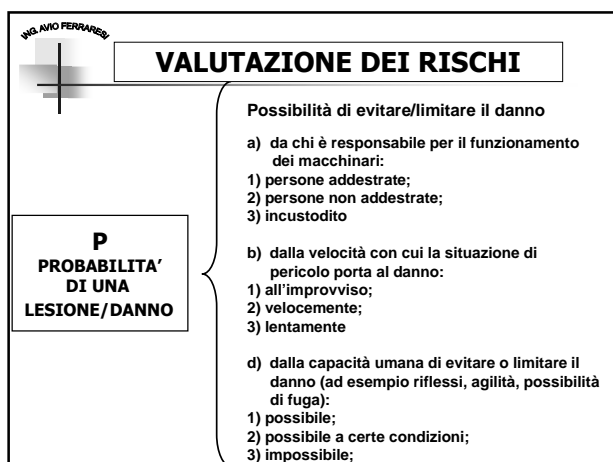 ING. AVIO FERRARESI
VALUTAZIONE DEI RISCHI
P
PROBABILITA'
DI UNA
LESIONE/DANNO
Possibilità di evitare/limitare il danno
a) da chi è responsabile per il funzionamento
dei macchinari:
1) persone addestrate;
2) persone non addestrate;
3) incustodito
b) dalla velocità con cui la situazione di
pericolo porta al danno:
1) all'improvviso;
2) velocemente;
3) lentamente
d) dalla capacità umana di evitare o limitare il
danno (ad esempio riflessi, agilità, possibilità
di fuga):
1) possibile;
2) possibile a certe condizioni;
3) impossibile;